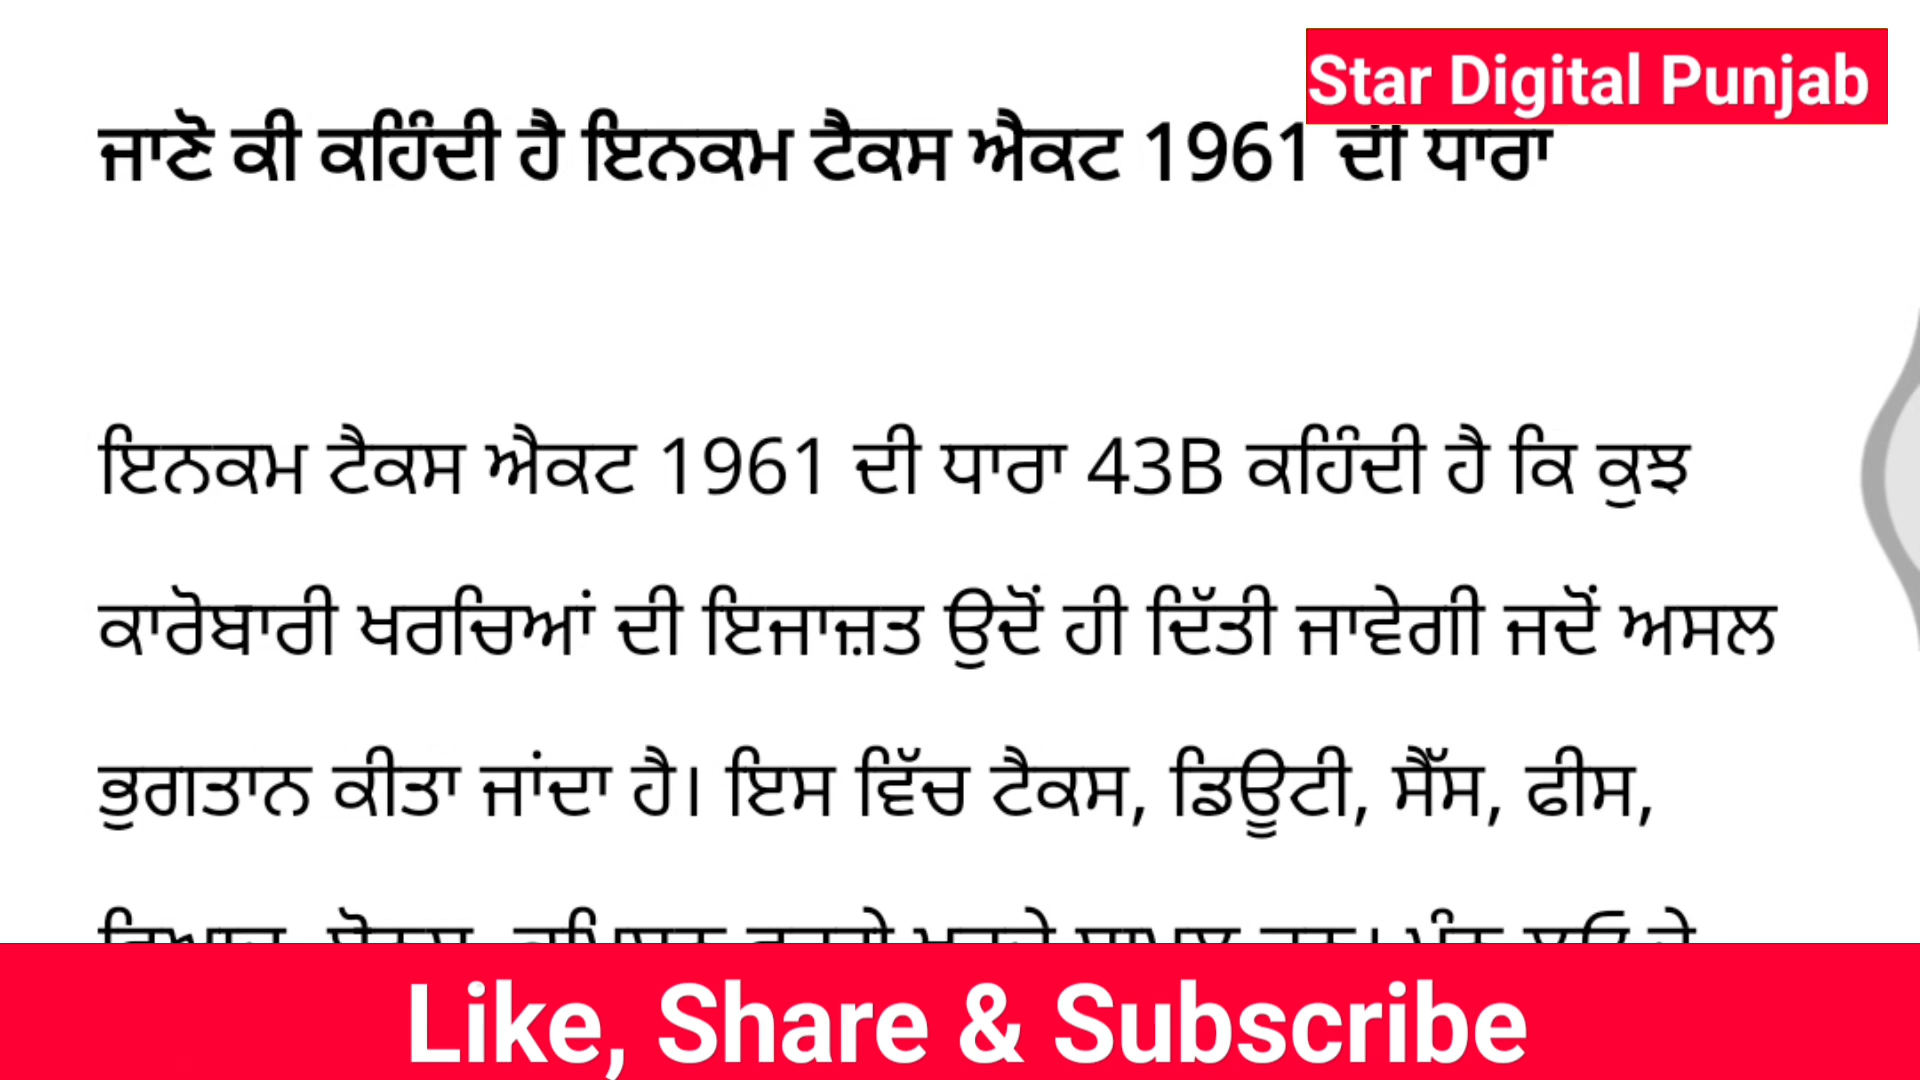 Star Digital Punjab
ਜਾਣੋ ਕੀ ਕਹਿੰਦੀ ਹੈ ਇਨਕਮ ਟੈਕਸ ਐਕਟ 1961 ਦੀ ਧਾਰਾ
ਇਨਕਮ ਟੈਕਸ ਐਕਟ 1961 ਦੀ ਧਾਰਾ 43B ਕਹਿੰਦੀ ਹੈ ਕਿ ਕੁਝ
ਕਾਰੋਬਾਰੀ ਖਰਚਿਆਂ ਦੀ ਇਜਾਜ਼ਤ ਉਦੋਂ ਹੀ ਦਿੱਤੀ ਜਾਵੇਗੀ ਜਦੋਂ ਅਸਲ
ਭੁਗਤਾਨ ਕੀਤਾ ਜਾਂਦਾ ਹੈ। ਇਸ ਵਿੱਚ ਟੈਕਸ, ਡਿਊਟੀ, ਸੈੱਸ, ਫੀਸ,
Like, Share & Subscribe